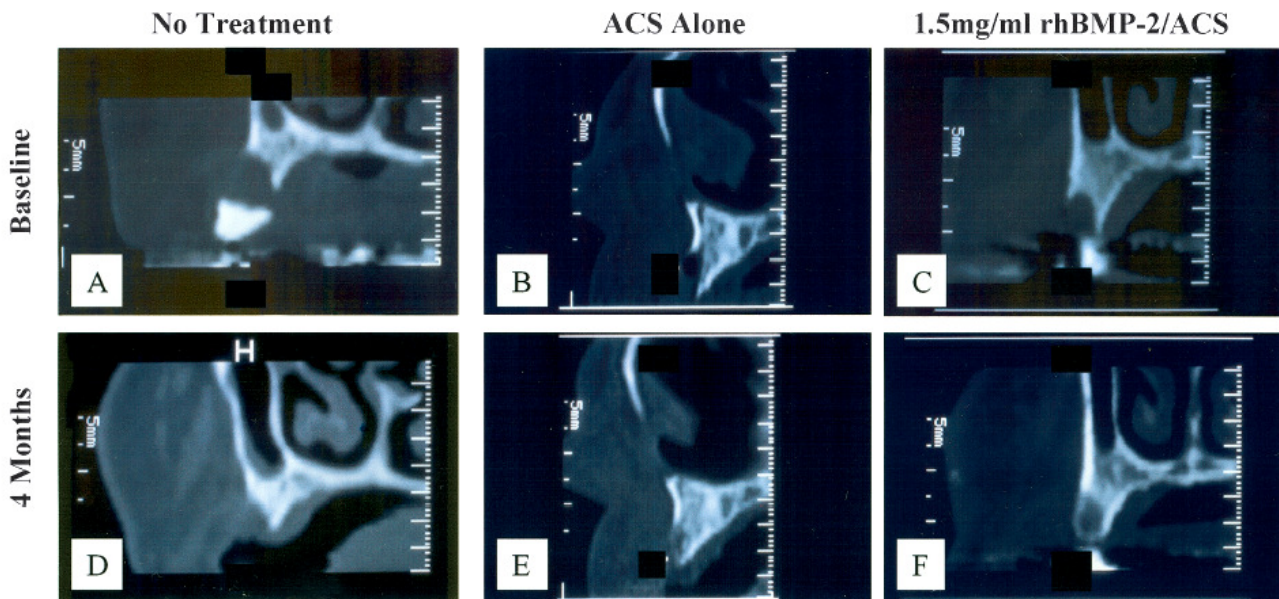 No Treatment
ACS Alone
1.5mg/ml rhBMP-2/ACS
Baseline
5mm
A
5mm
B
5mm
C
4 Months
H
5mm
D
5mm
E
5mm
F